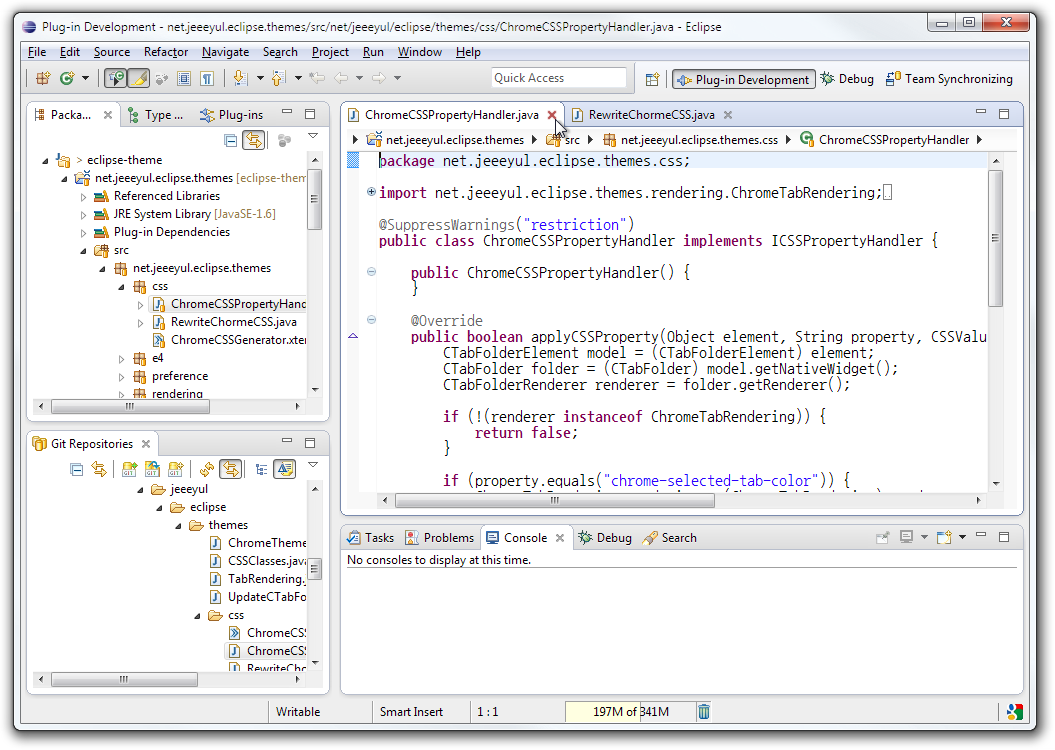 Plug-in Development - net.jeeeyul.eclipse.themes/src/net/jeeeyul/eclipse/themes/css/ChromeCSSPropertyHandler.java - Eclipse
File Edit Source Refactor Navigate Search Project Run Window Help
Quick Access
Plug-in Development Debug Team Synchronizing
Packa... Type ... Plug-ins
> eclipse-theme
net.jeeeyul.eclipse.themes [eclipse-them
Referenced Libraries
JRE System Library [JavaSE-1.6]
Plug-in Dependencies
src
net.jeeeyul.eclipse.themes
css
ChromeCSSPropertyHand
RewriteChormeCSS.java
ChromeCSSGenerator.xten
e4
preference
rendering
Git Repositories
GIT GIT GIT
jeeeyul
eclipse
themes
ChromeTheme
CSSClasses.java
TabRendering.
UpdateCTabFo
css
ChromeCSS
ChromeCSS
RewriteCho
ChromeCSSPropertyHandler.java RewriteChormeCSS.java
net.jeeeyul.eclipse.themes src net.jeeeyul.eclipse.themes.css ChromeCSSPropertyHandler
package net.jeeeyul.eclipse.themes.css;
import net.jeeeyul.eclipse.themes.rendering.ChromeTabRendering;
@SuppressWarnings("restriction")
public class ChromeCSSPropertyHandler implements ICSSPropertyHandler {
public ChromeCSSPropertyHandler() {
}
@Override
public boolean applyCSSProperty(Object element, String property, CSSValu
CTabFolderElement model = (CTabFolderElement) element;
CTabFolder folder = (CTabFolder) model.getNativeWidget();
CTabFolderRenderer renderer = folder.getRenderer();
if (!(renderer instanceof ChromeTabRendering)) {
return false;
}
if (property.equals("chrome-selected-tab-color")) {
Tasks Problems Console Debug Search
No consoles to display at this time.
Writable Smart Insert 1 : 1 197M of 341M